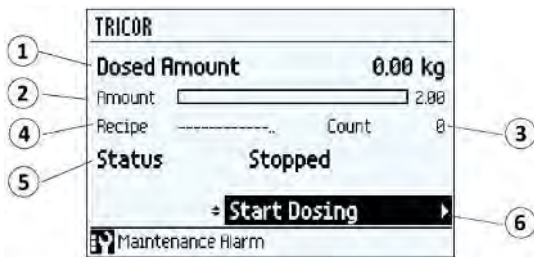 TRICOR
1 Dosed Amount 0.00 kg
2 Amount 2.00
4 Recipe ------------.. Count 0 3
5 Status Stopped
Start Dosing 6
Maintenance Alarm